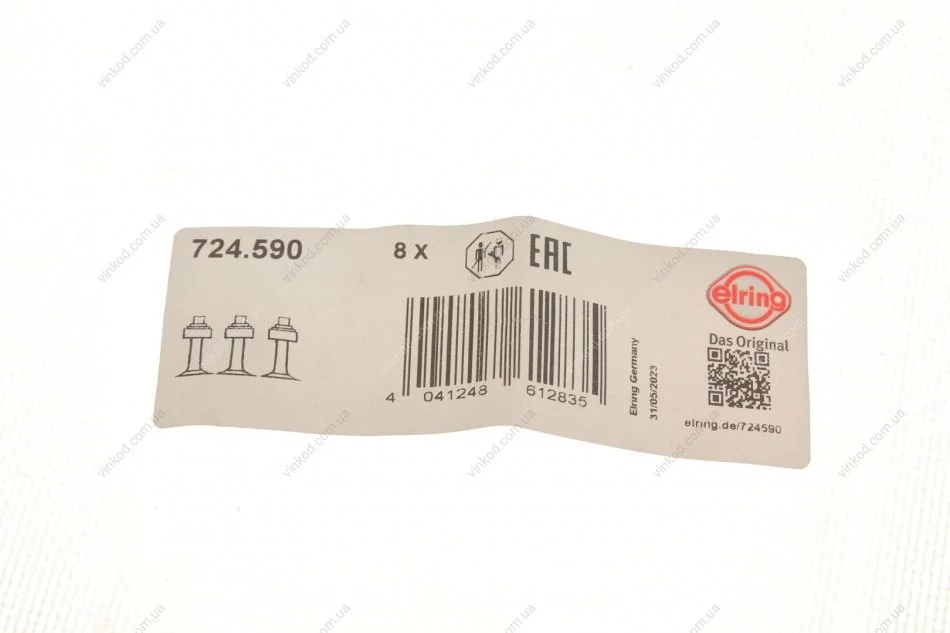 724.590
8 X
EAC
elring
Das Original
4 041248 612835
Elring Germany
31/05/2023
elring.de/724590
vinkod.com.ua